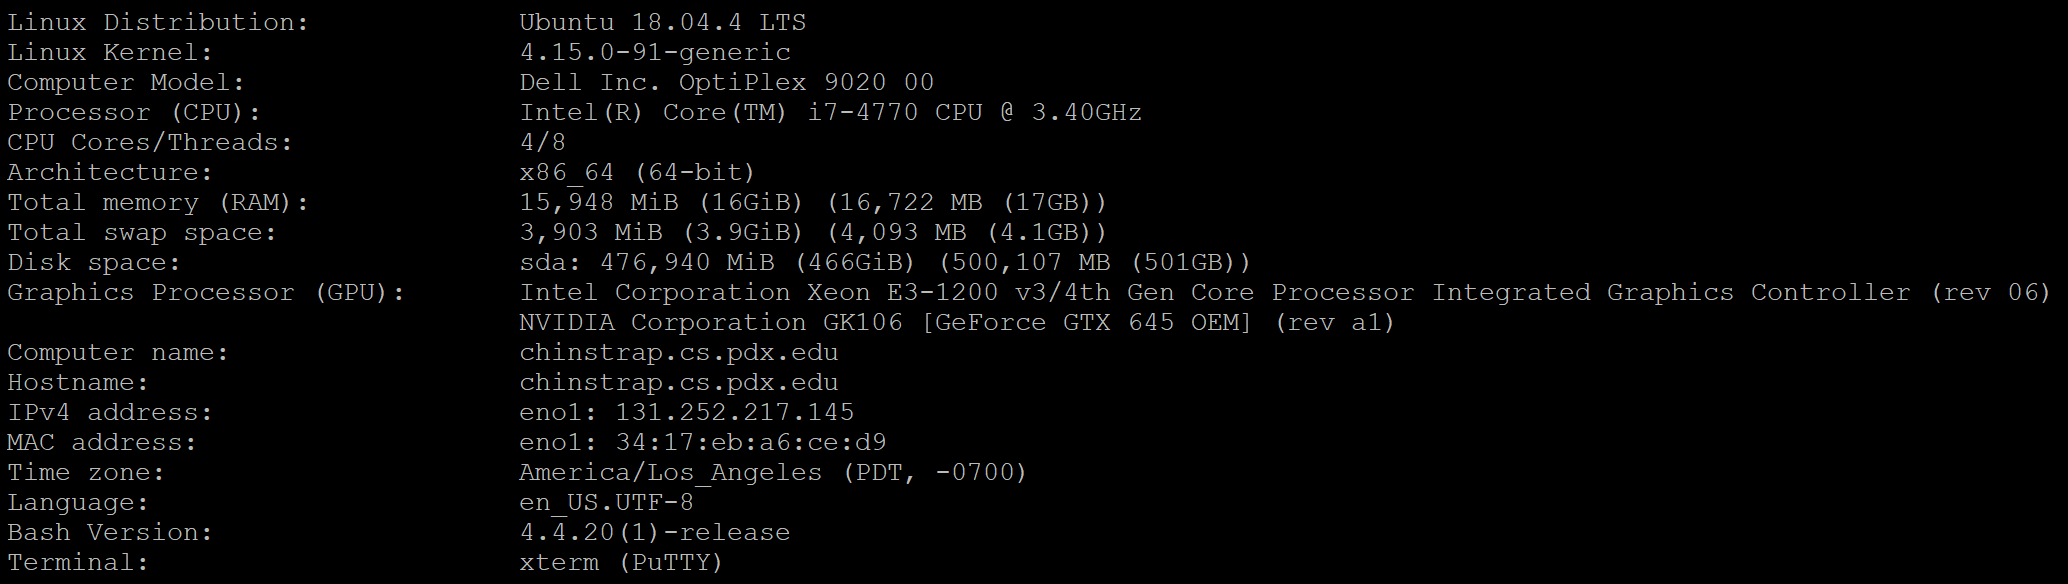 Linux Distribution: Ubuntu 18.04.4 LTS
Linux Kernel: 4.15.0-91-generic
Computer Model: Dell Inc. OptiPlex 9020 00
Processor (CPU): Intel(R) Core(TM) i7-4770 CPU @ 3.40GHz
CPU Cores/Threads: 4/8
Architecture: x86_64 (64-bit)
Total memory (RAM): 15,948 MiB (16GiB) (16,722 MB (17GB))
Total swap space: 3,903 MiB (3.9GiB) (4,093 MB (4.1GB))
Disk space: sda: 476,940 MiB (466GiB) (500,107 MB (501GB))
Graphics Processor (GPU): Intel Corporation Xeon E3-1200 v3/4th Gen Core Processor Integrated Graphics Controller (rev 06)
NVIDIA Corporation GK106 [GeForce GTX 645 OEM] (rev a1)
Computer name: chinstrap.cs.pdx.edu
Hostname: chinstrap.cs.pdx.edu
IPv4 address: eno1: 131.252.217.145
MAC address: eno1: 34:17:eb:a6:ce:d9
Time zone: America/Los_Angeles (PDT, -0700)
Language: en_US.UTF-8
Bash Version: 4.4.20(1)-release
Terminal: xterm (PuTTY)